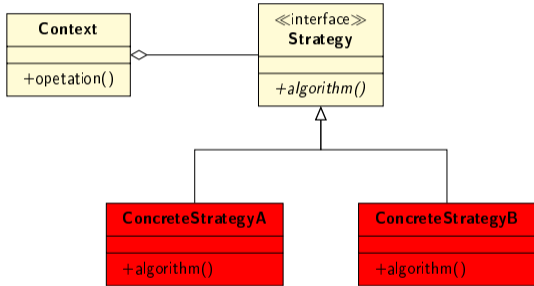 Context
+opetation()
≪interface≫
Strategy
+algorithm()
ConcreteStrategyA
+algorithm()
ConcreteStrategyB
+algorithm()